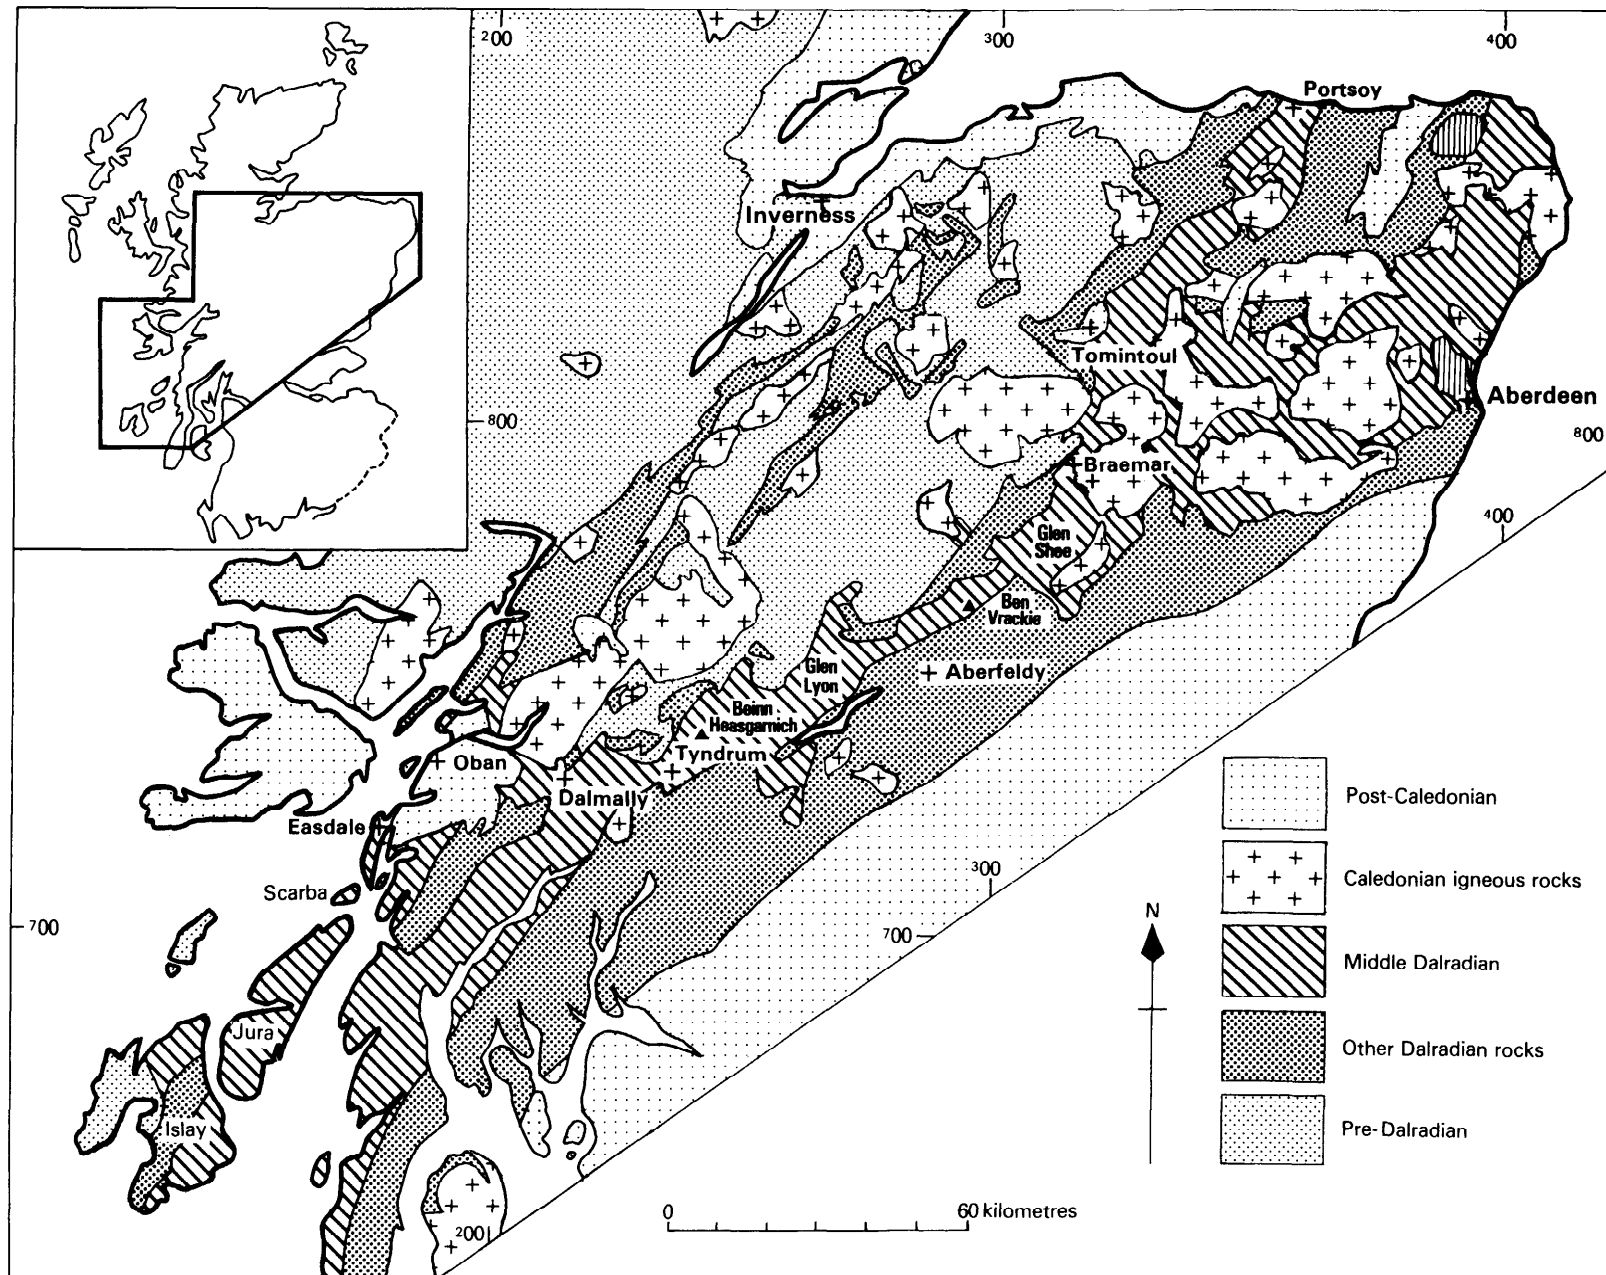 200
300
400
Portsoy
Inverness
Tomintoul
Aberdeen
800
800
Braemar
400
Glen
Shee
Ben
Vrackie
Glen
Lyon
Aberfeldy
Beinn
Heasgarnich
Tyndrum
Oban
Dalmally
Easdale
Scarba
300
700
700
Jura
Islay
200
N
0
60 kilometres
Post-Caledonian
Caledonian igneous rocks
Middle Dalradian
Other Dalradian rocks
Pre-Dalradian